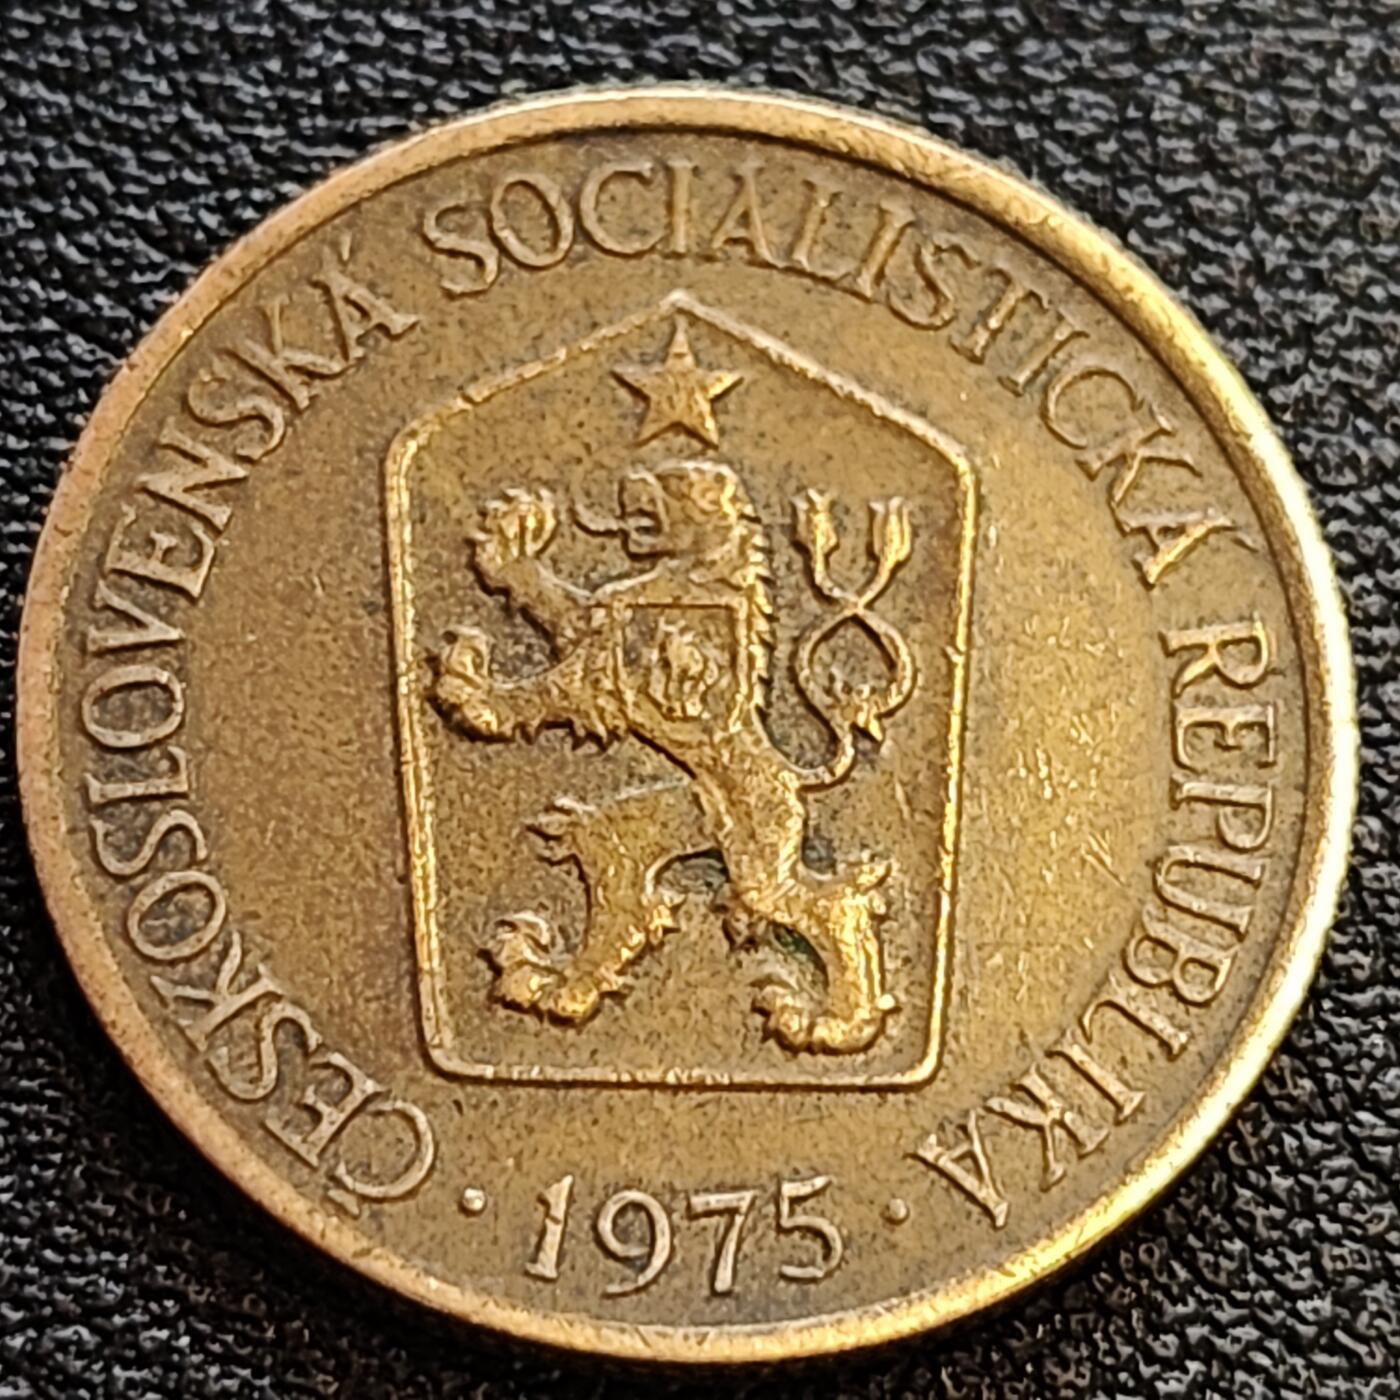 ČESKOSLOVENSKÁ SOCIALISTICKÁ REPUBLIKA
· 1975 ·